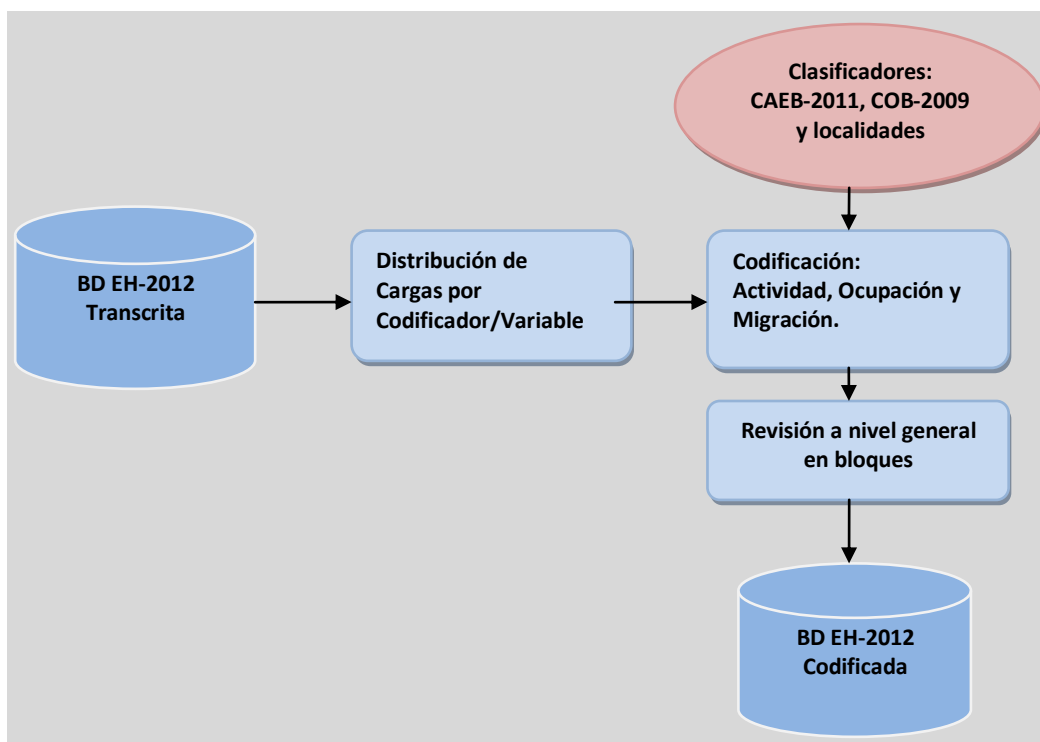 Clasificadores:
CAEB-2011, COB-2009
y localidades
BD EH-2012
Transcrita
Distribución de
Cargas por
Codificador/Variable
Codificación:
Actividad, Ocupación y
Migración.
Revisión a nivel general
en bloques
BD EH-2012
Codificada